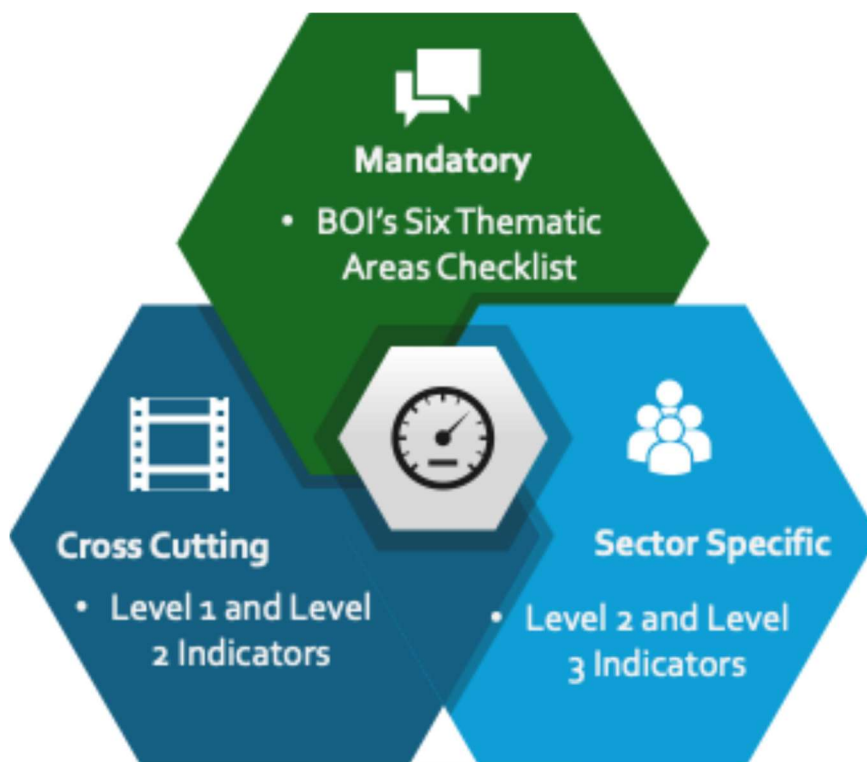 Mandatory
• BOI's Six Thematic
Areas Checklist
Cross Cutting
• Level 1 and Level
2 Indicators
Sector Specific
• Level 2 and Level
3 Indicators